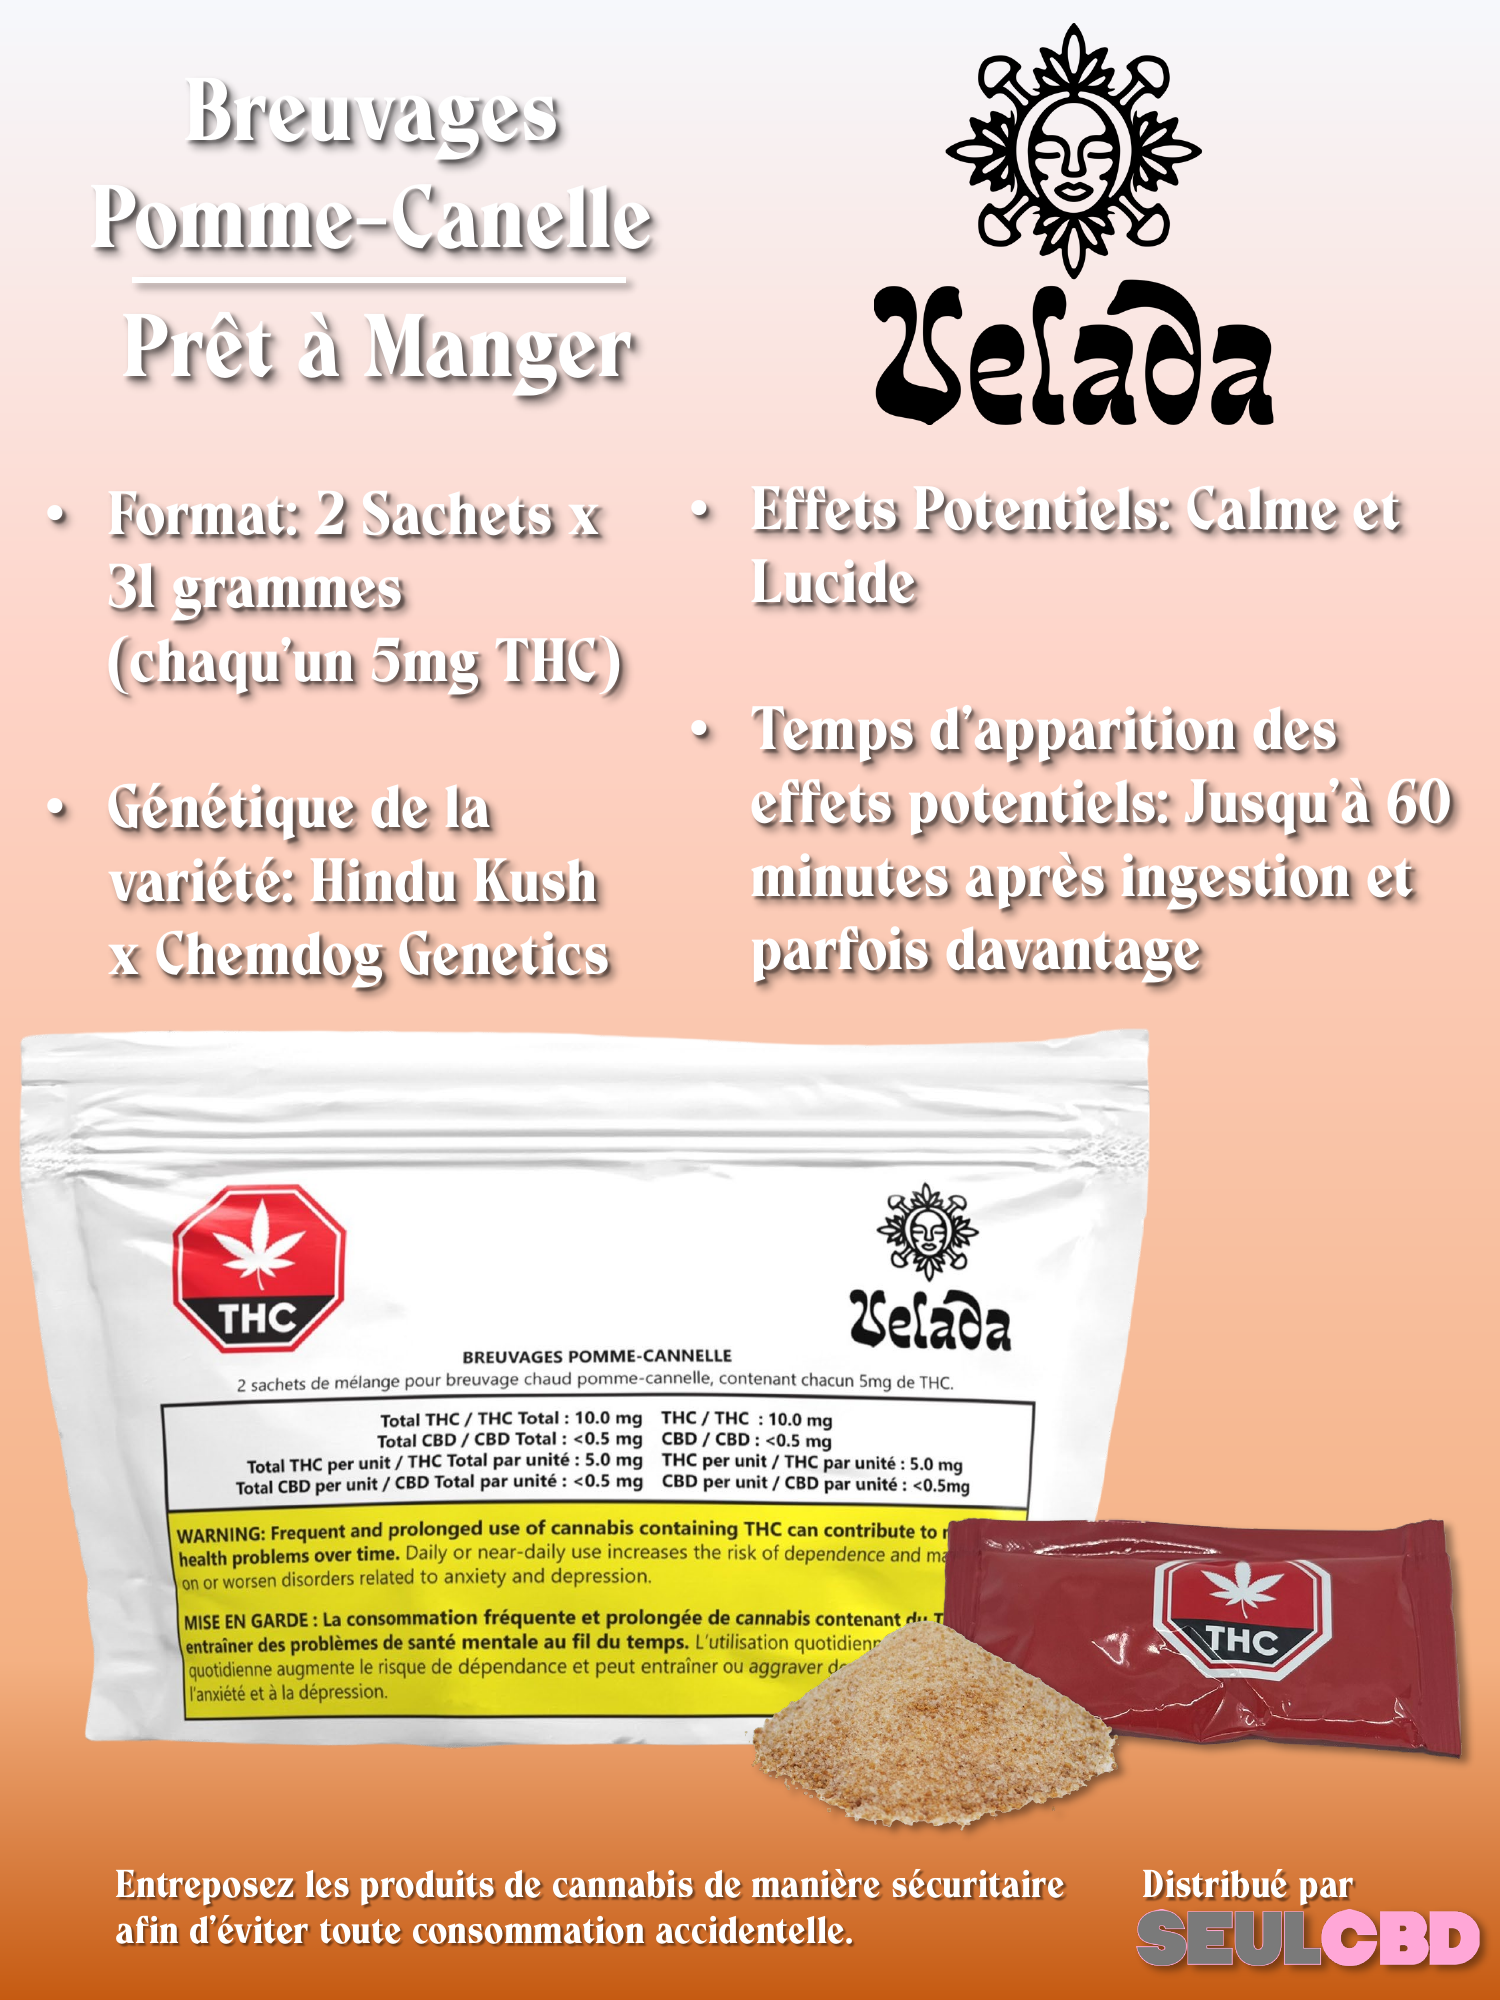 Breuvages
Pomme-Canelle
Prêt à Manger
Velada
• Format: 2 Sachets x
31 grammes
(chaqu'un 5mg THC)
• Génétique de la
variété: Hindu Kush
x Chemdog Genetics
• Effets Potentiels: Calme et
Lucide
• Temps d'apparition des
effets potentiels: Jusqu'à 60
minutes après ingestion et
parfois davantage
THC
Velada
BREUVAGES POMME-CANNELLE
2 sachets de mélange pour breuvage chaud pomme-cannelle, contenant chacun 5mg de THC.
Total THC / THC Total : 10.0 mg THC / THC : 10.0 mg
Total CBD / CBD Total : <0.5 mg CBD / CBD : <0.5 mg
Total THC per unit / THC Total par unité : 5.0 mg THC per unit / THC par unité : 5.0 mg
Total CBD per unit / CBD Total par unité : <0.5 mg CBD per unit / CBD par unité : <0.5mg
WARNING: Frequent and prolonged use of cannabis containing THC can contribute to
health problems over time. Daily or near-daily use increases the risk of dependence and
on or worsen disorders related to anxiety and depression.
MISE EN GARDE : La consommation fréquente et prolongée de cannabis contenant du
entraîner des problèmes de santé mentale au fil du temps. L'utilisation
quotidienne augmente le risque de dépendance et peut entraîner ou aggraver
l'anxiété et à la dépression.
THC
Entreposez les produits de cannabis de manière sécuritaire
afin d'éviter toute consommation accidentelle.
Distribué par
SEULCBD